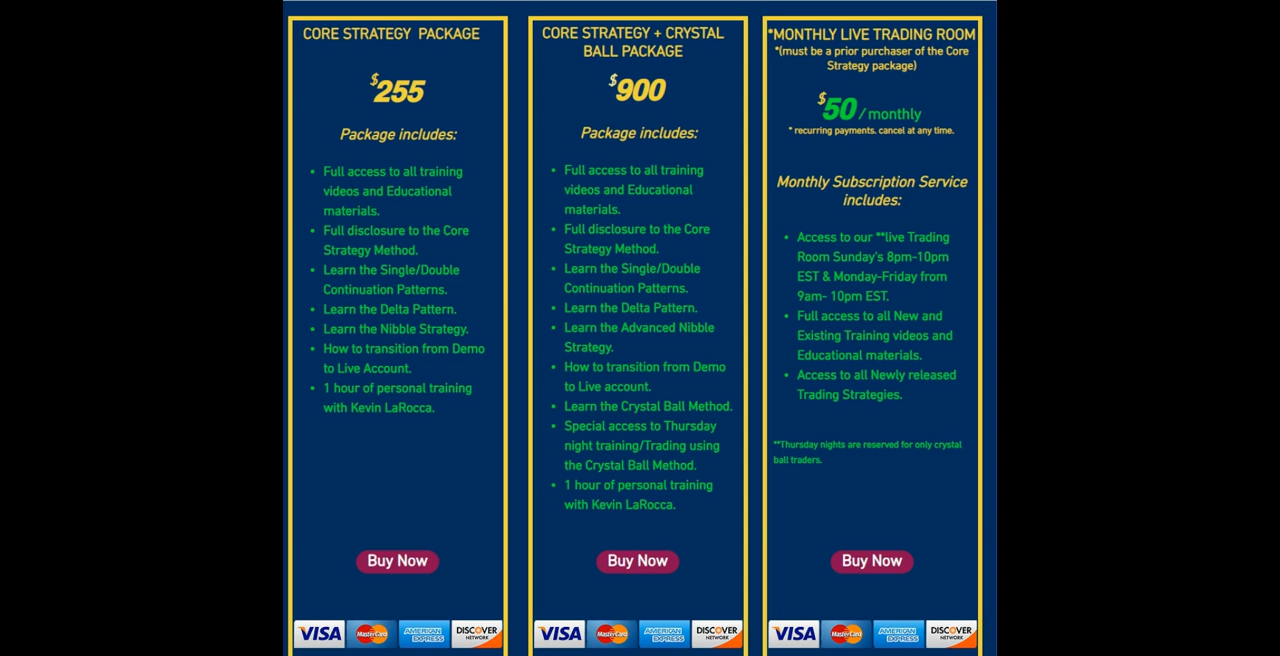 CORE STRATEGY PACKAGE
$255
Package includes:
• Full access to all training
videos and Educational
materials.
• Full disclosure to the Core
Strategy Method.
• Learn the Single/Double
Continuation Patterns.
• Learn the Delta Pattern.
• Learn the Nibble Strategy.
• How to transition from Demo
to Live Account.
• 1 hour of personal training
with Kevin LaRocca.
Buy Now
VISA
MasterCard
AMERICAN
EXPRESS
DISCOVER
NETWORK
CORE STRATEGY + CRYSTAL
BALL PACKAGE
$900
Package includes:
• Full access to all training
videos and Educational
materials.
• Full disclosure to the Core
Strategy Method.
• Learn the Single/Double
Continuation Patterns.
• Learn the Delta Pattern.
• Learn the Advanced Nibble
Strategy.
• How to transition from Demo
to Live account.
• Learn the Crystal Ball Method.
• Special access to Thursday
night training/Trading using
the Crystal Ball Method.
• 1 hour of personal training
with Kevin LaRocca.
Buy Now
VISA
MasterCard
AMERICAN
EXPRESS
DISCOVER
NETWORK
*MONTHLY LIVE TRADING ROOM
*(must be a prior purchaser of the Core
Strategy package)
$50 / monthly
* recurring payments. cancel at any time.
Monthly Subscription Service
includes:
• Access to our **live Trading
Room Sunday's 8pm-10pm
EST & Monday-Friday from
9am- 10pm EST.
• Full access to all New and
Existing Training videos and
Educational materials.
• Access to all Newly released
Trading Strategies.
**Thursday nights are reserved for only crystal
ball traders.
Buy Now
VISA
MasterCard
AMERICAN
EXPRESS
DISCOVER
NETWORK